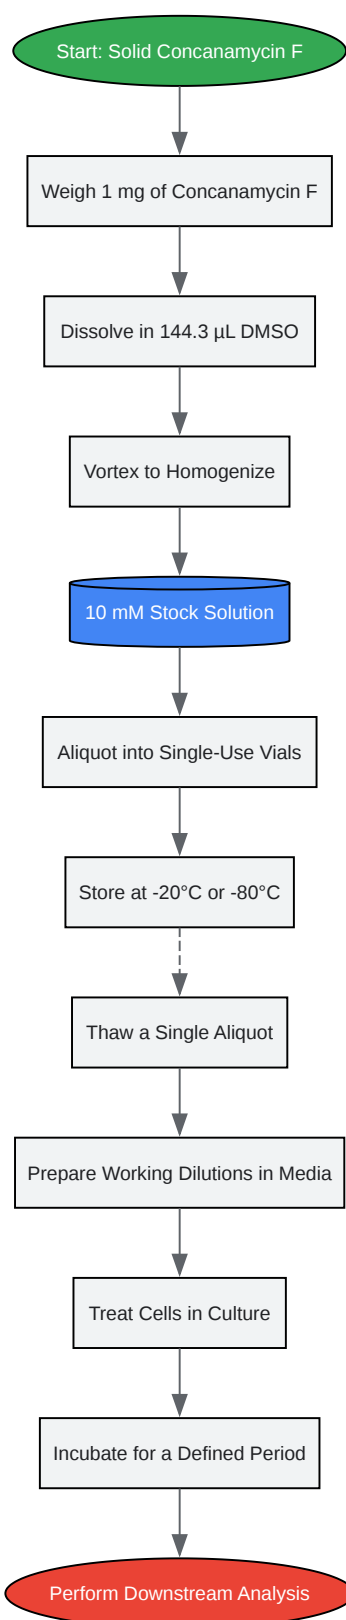 Start: Solid Concanamycin F
Weigh 1 mg of Concanamycin F
Dissolve in 144.3 µL DMSO
Vortex to Homogenize
10 mM Stock Solution
Aliquot into Single-Use Vials
Store at -20°C or -80°C
Thaw a Single Aliquot
Prepare Working Dilutions in Media
Treat Cells in Culture
Incubate for a Defined Period
Perform Downstream Analysis